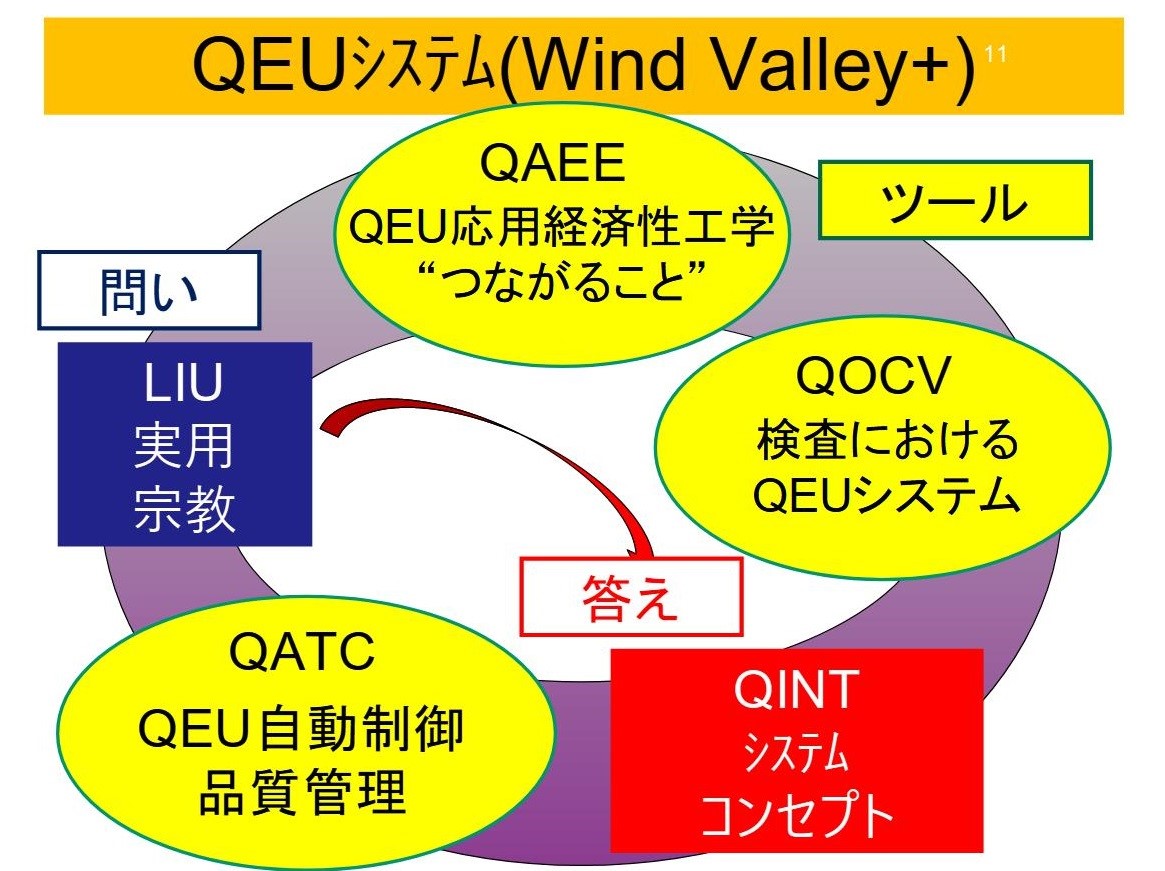 QEUｼｽﾃﾑ(Wind Valley+)
11
QAEE
QEU応用経済性工学
“つながること”
ツール
問い
LIU
実用
宗教
QOCV
検査における
QEUシステム
答え
QATC
QEU自動制御
品質管理
QINT
ｼｽﾃﾑ
コンセプト